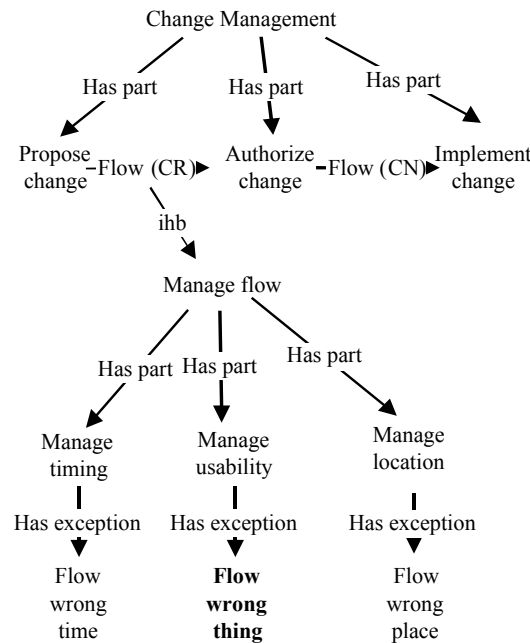 Change Management
Has part
Has part
Has part
Propose
change
Flow (CR)
Authorize
change
Flow (CN)
Implement
change
ihb
Manage flow
Has part
Has part
Has part
Manage
timing
Manage
usability
Manage
location
Has exception
Has exception
Has exception
Flow
wrong
time
Flow
wrong
thing
Flow
wrong
place